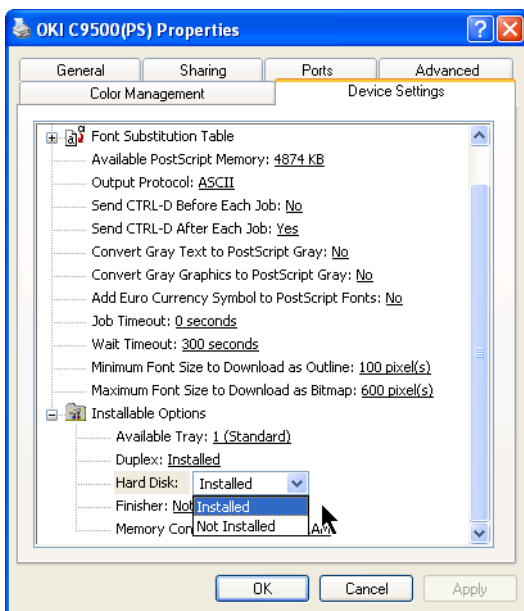 OKI C9500(PS) Properties
General Sharing Ports Advanced
Color Management Device Settings
Font Substitution Table
Available PostScript Memory: 4874 KB
Output Protocol: ASCII
Send CTRL-D Before Each Job: No
Send CTRL-D After Each Job: Yes
Convert Gray Text to PostScript Gray: No
Convert Gray Graphics to PostScript Gray: No
Add Euro Currency Symbol to PostScript Fonts: No
Job Timeout: 0 seconds
Wait Timeout: 300 seconds
Minimum Font Size to Download as Outline: 100 pixel(s)
Maximum Font Size to Download as Bitmap: 600 pixel(s)
Installable Options
Available Tray: 1 (Standard)
Duplex: Installed
Hard Disk: Installed
Finisher: Not Installed
Memory Con Not Installed AM
OK Cancel Apply